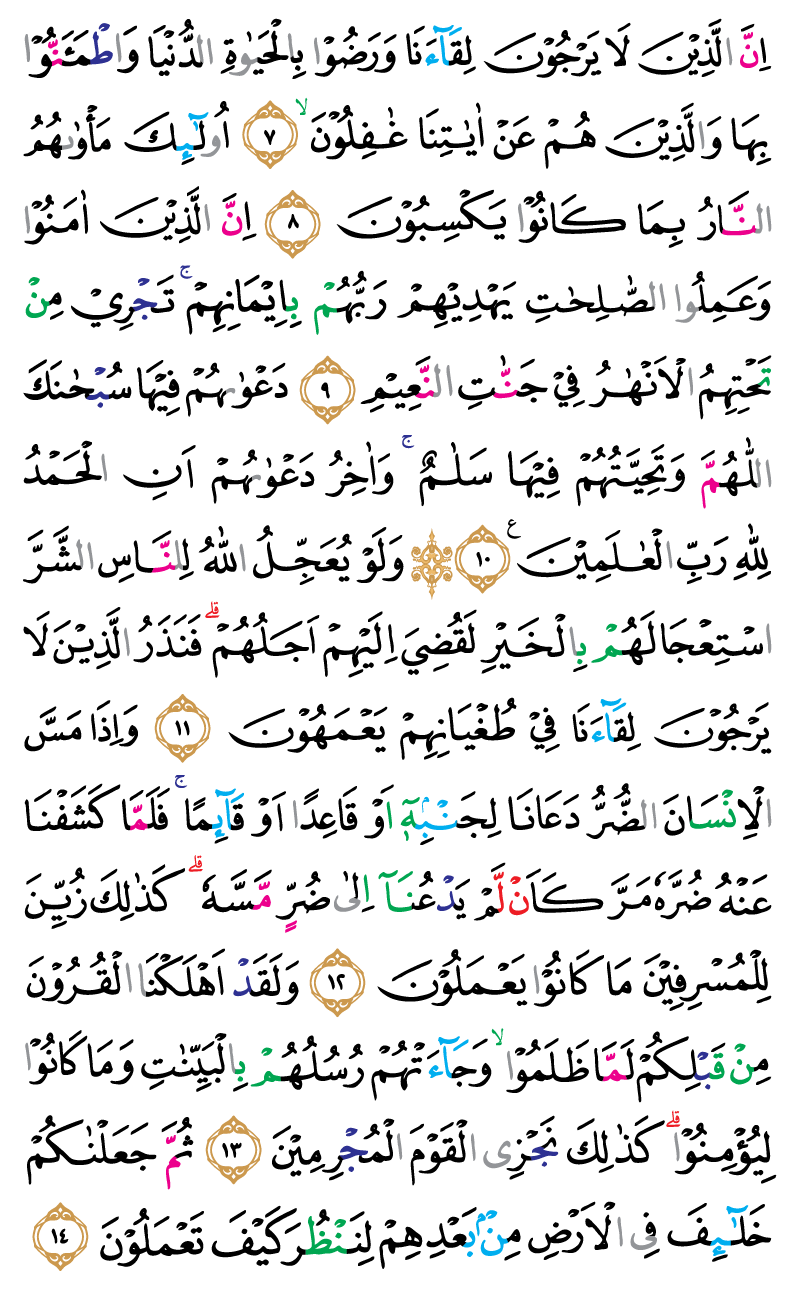 اِنَّ الَّذِيْنَ لَا يَرْجُوْنَ لِقَآءَنَا وَرَضُوْا بِالْحَيٰوةِ الدُّنْيَا وَاطْمَـَٔنُّوْا
بِهَا وَالَّذِيْنَ هُمْ عَنْ اٰيٰتِنَا غٰفِلُوْنَ ۙ ٧ اُولٰۤىِٕكَ مَأْوٰىهُمُ
النَّارُ بِمَا كَانُوْا يَكْسِبُوْنَ ٨ اِنَّ الَّذِيْنَ اٰمَنُوْا
وَعَمِلُوا الصّٰلِحٰتِ يَهْدِيْهِمْ رَبُّهُمْ بِاِيْمَانِهِمْ ۚ تَجْرِيْ مِنْ
تَحْتِهِمُ الْاَنْهٰرُ فِيْ جَنّٰتِ النَّعِيْمِ ٩ دَعْوٰىهُمْ فِيْهَا سُبْحٰنَكَ
اللّٰهُمَّ وَتَحِيَّتُهُمْ فِيْهَا سَلٰمٌ ۚ وَاٰخِرُ دَعْوٰىهُمْ اَنِ الْحَمْدُ
لِلّٰهِ رَبِّ الْعٰلَمِيْنَ ࣖ ١٠ ۞ وَلَوْ يُعَجِّلُ اللّٰهُ لِلنَّاسِ الشَّرَّ
اسْتِعْجَالَهُمْ بِالْخَيْرِ لَقُضِيَ اِلَيْهِمْ اَجَلُهُمْ ۗ فَنَذَرُ الَّذِيْنَ لَا
يَرْجُوْنَ لِقَآءَنَا فِيْ طُغْيَانِهِمْ يَعْمَهُوْنَ ١١ وَاِذَا مَسَّ
الْاِنْسَانَ الضُّرُّ دَعَانَا لِجَنْۢبِهٖٓ اَوْ قَاعِدًا اَوْ قَآىِٕمًا ۚ فَلَمَّا كَشَفْنَا
عَنْهُ ضُرَّهٗ مَرَّ كَاَنْ لَّمْ يَدْعُنَآ اِلٰى ضُرٍّ مَّسَّهٗ ۗ كَذٰلِكَ زُيِّنَ
لِلْمُسْرِفِيْنَ مَا كَانُوْا يَعْمَلُوْنَ ١٢ وَلَقَدْ اَهْلَكْنَا الْقُرُوْنَ
مِنْ قَبْلِكُمْ لَمَّا ظَلَمُوْا ۙ وَجَآءَتْهُمْ رُسُلُهُمْ بِالْبَيِّنٰتِ وَمَا كَانُوْا
لِيُؤْمِنُوْا ۗ كَذٰلِكَ نَجْزِى الْقَوْمَ الْمُجْرِمِيْنَ ١٣ ثُمَّ جَعَلْنٰكُمْ
خَلٰۤىِٕفَ فِى الْاَرْضِ مِنْۢ بَعْدِهِمْ لِنَنْظُرَ كَيْفَ تَعْمَلُوْنَ ١٤